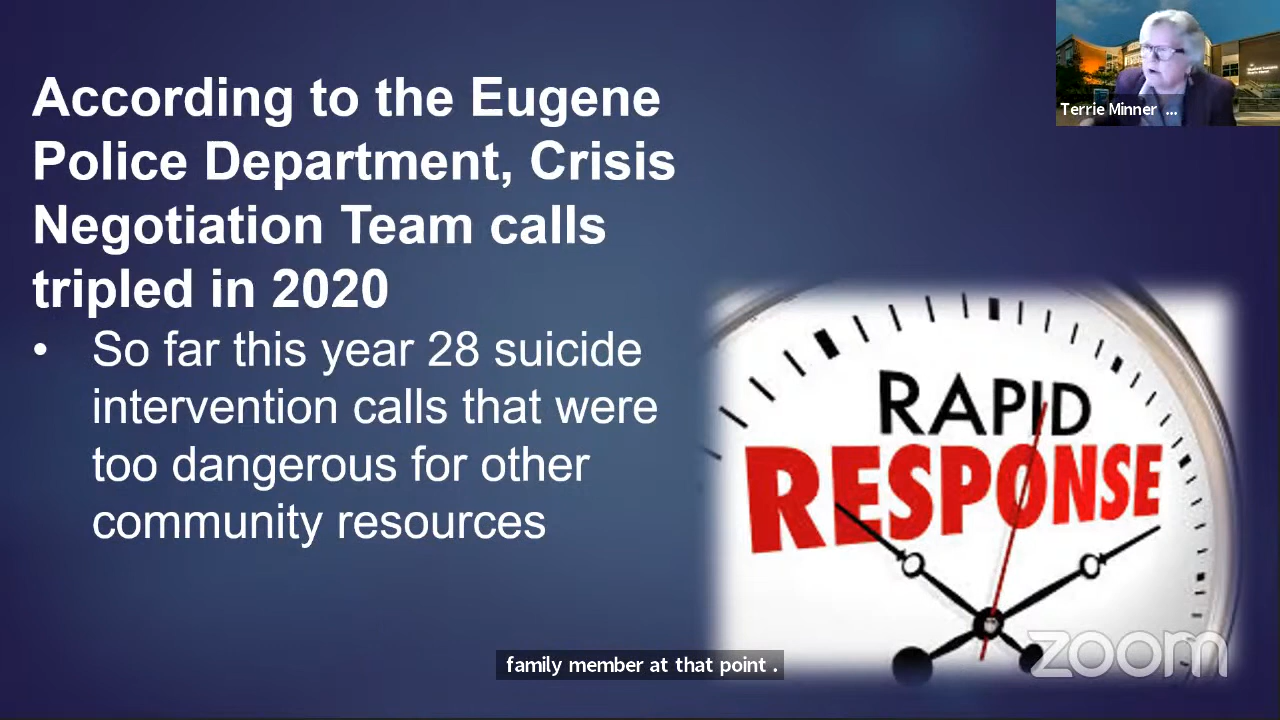 According to the Eugene
Police Department, Crisis
Negotiation Team calls
tripled in 2020
• So far this year 28 suicide
intervention calls that were
too dangerous for other
community resources
Terrie Minner ...
RAPID
RESPONSE
family member at that point .
zoom